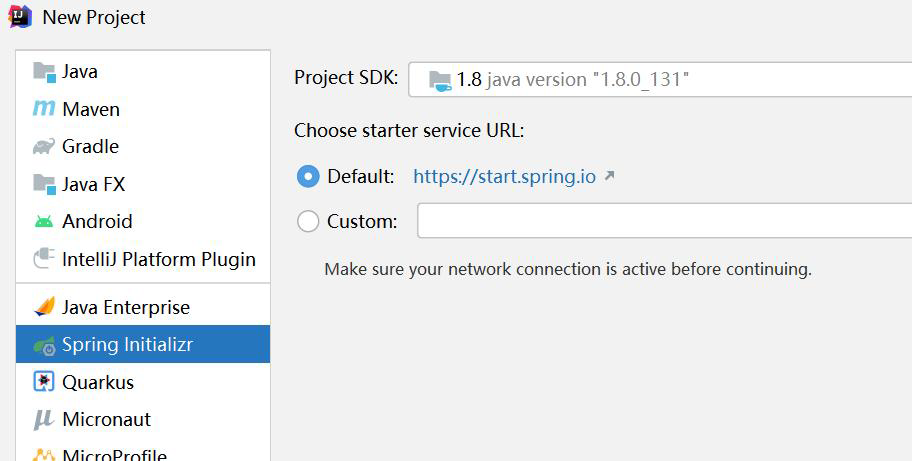 New Project
Java
Maven
Gradle
Java FX
Android
IntelliJ Platform Plugin
Java Enterprise
Spring Initializr
Quarkus
Micronaut
MicroProfile
Project SDK: 1.8 java version "1.8.0_131"
Choose starter service URL:
Default: https://start.spring.io
Custom:
Make sure your network connection is active before continuing.